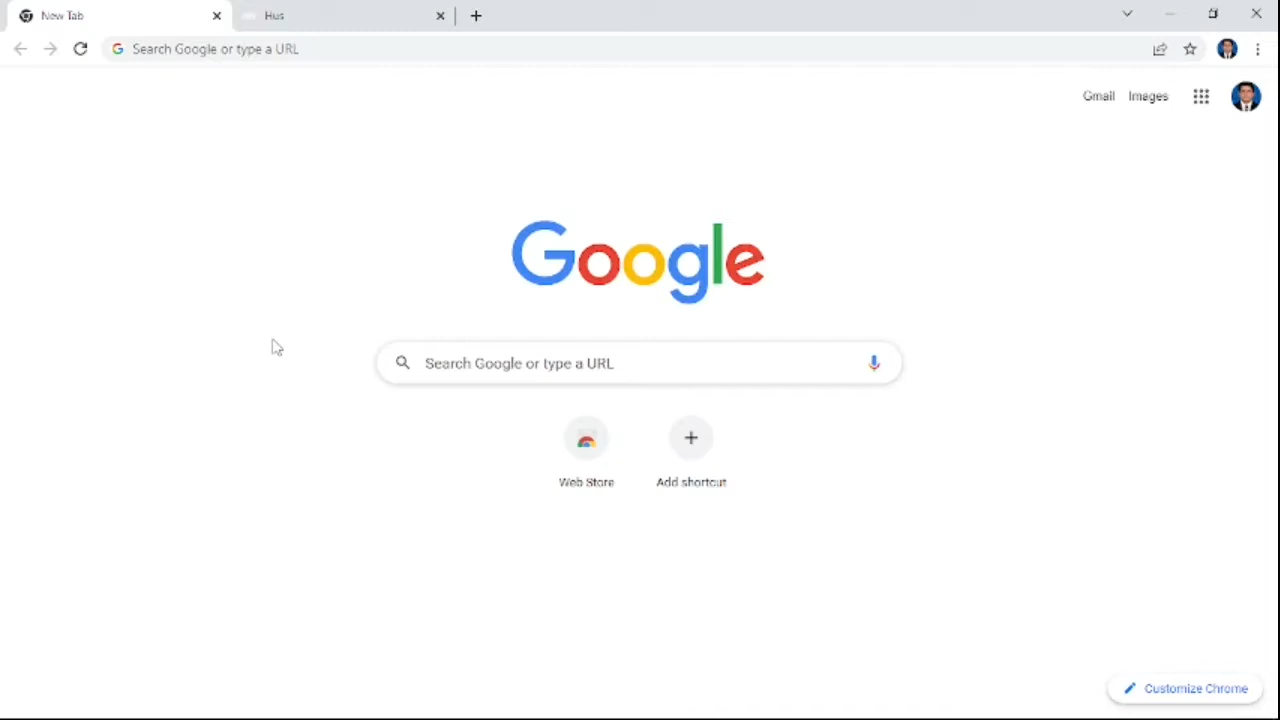 New Tab
Hus
Search Google or type a URL
Gmail Images
Google
Search Google or type a URL
Web Store
Add shortcut
Customize Chrome